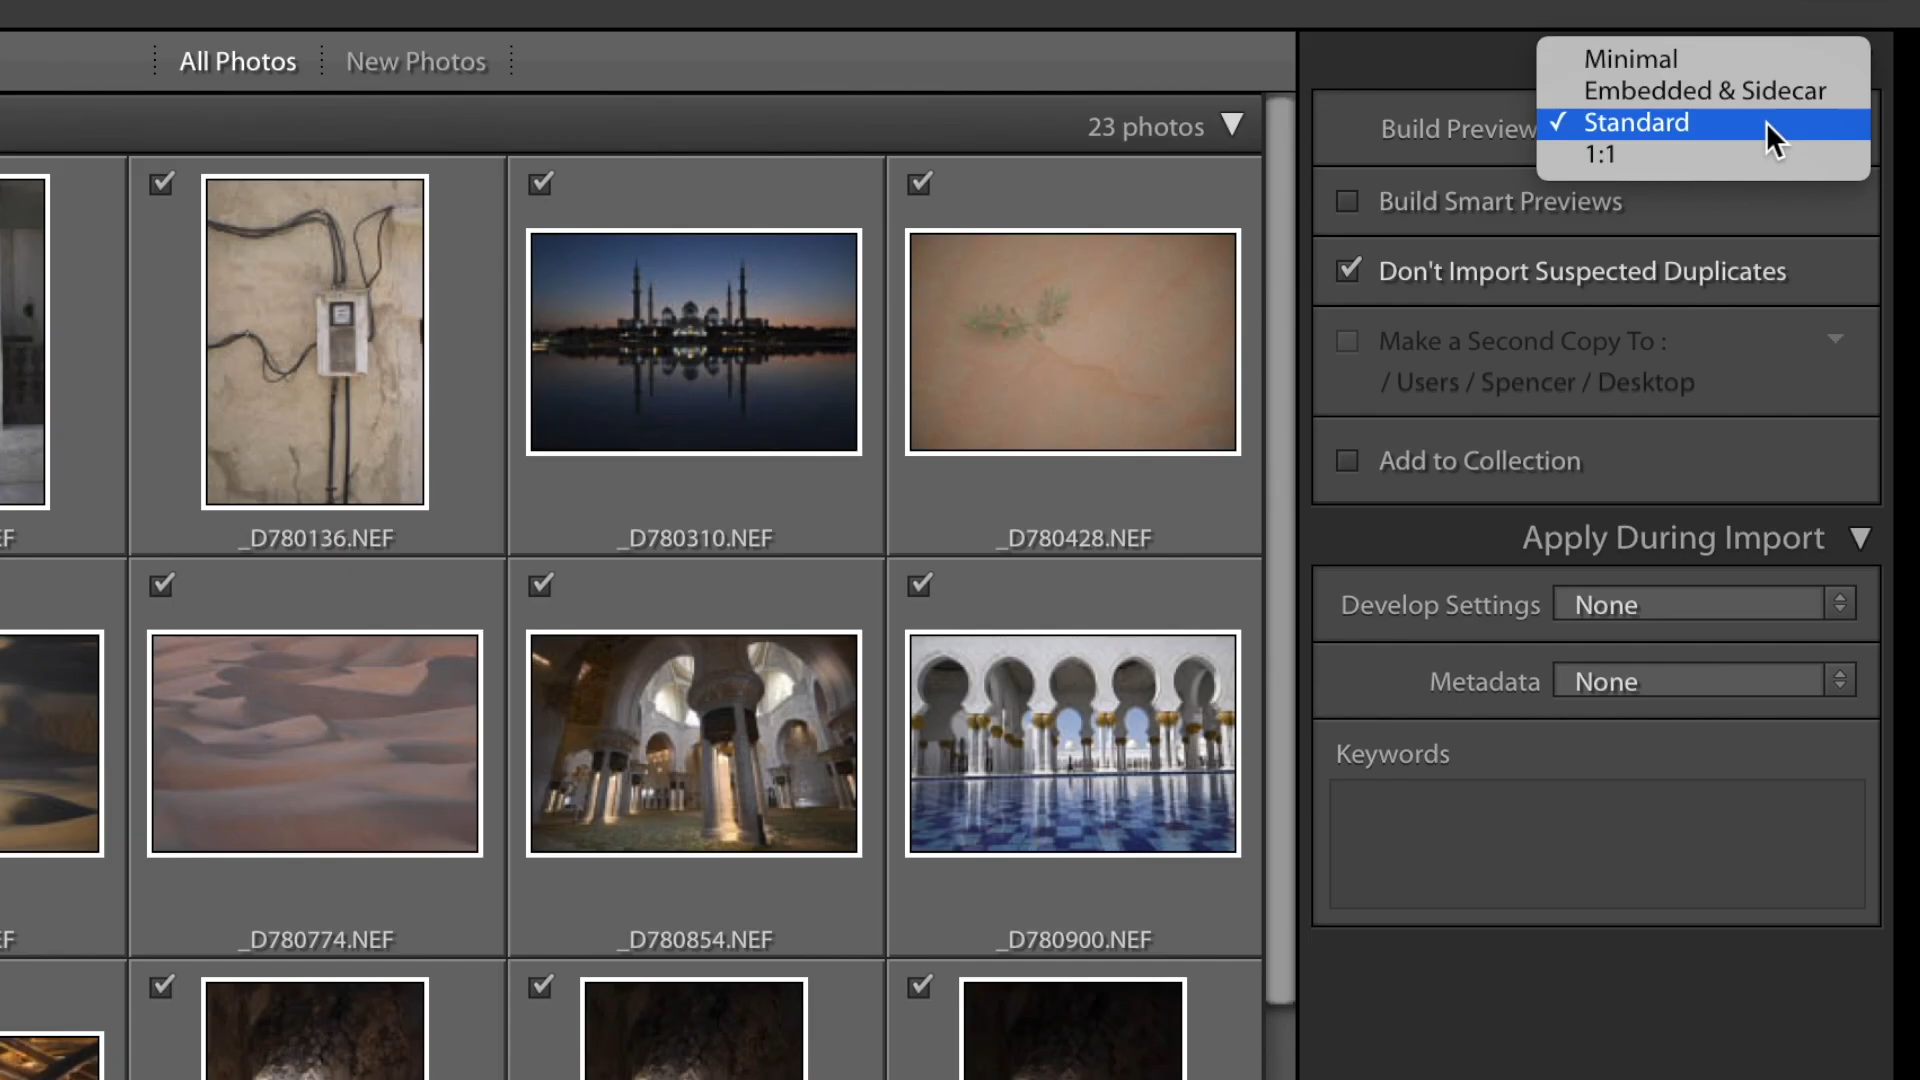 All Photos
New Photos
23 photos
_D780136.NEF
_D780310.NEF
_D780428.NEF
_D780774.NEF
_D780854.NEF
_D780900.NEF
Minimal
Embedded & Sidecar
Build Preview
✓ Standard
1:1
Build Smart Previews
Don't Import Suspected Duplicates
Make a Second Copy To :
/ Users / Spencer / Desktop
Add to Collection
Apply During Import
Develop Settings None
Metadata None
Keywords